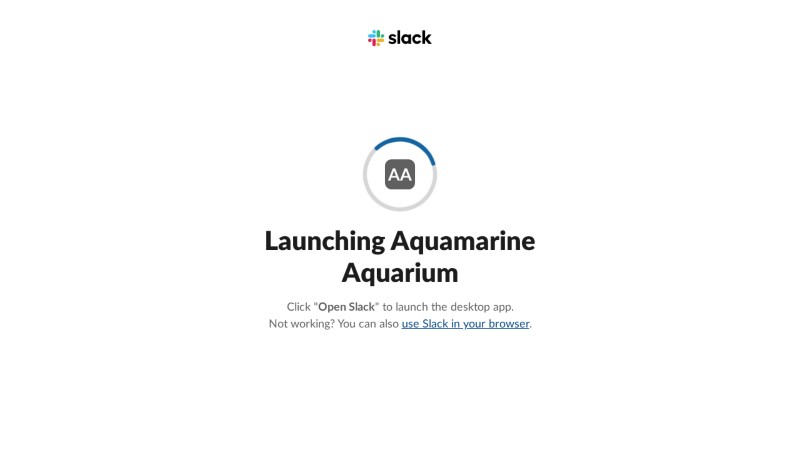 slack
AA
Launching Aquamarine
Aquarium
Click "Open Slack" to launch the desktop app.
Not working? You can also use Slack in your browser.